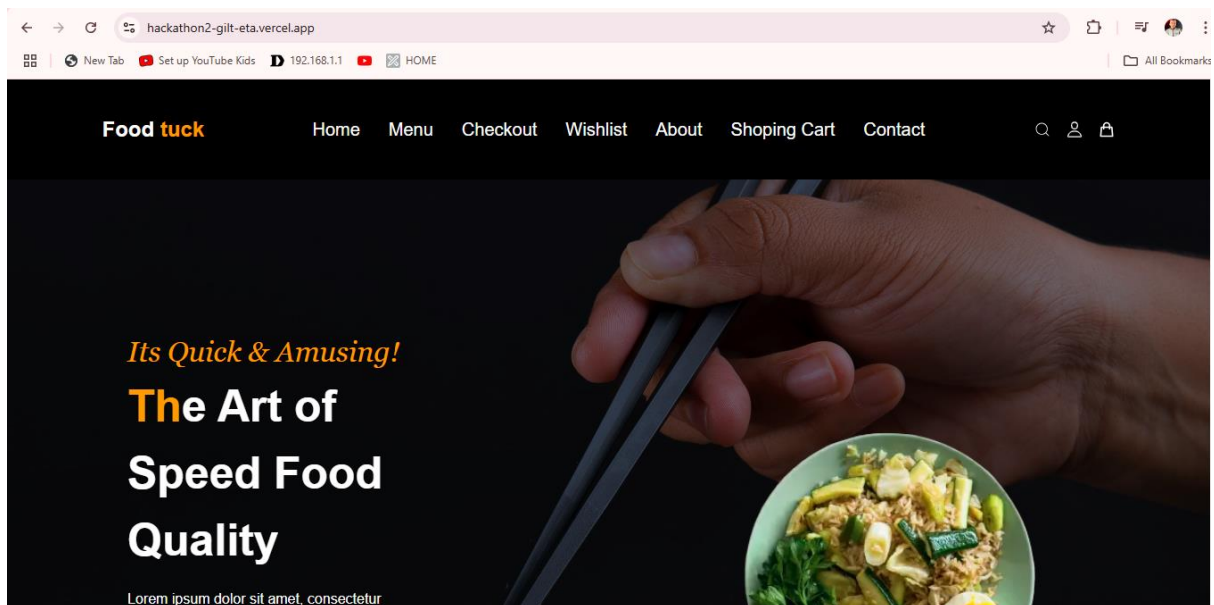 hackathon2-gilt-eta.vercel.app
New Tab Set up YouTube Kids D 192.168.1.1 HOME All Bookmarks
Food tuck Home Menu Checkout Wishlist About Shoping Cart Contact
Its Quick & Amusing!
The Art of
Speed Food
Quality
Lorem ipsum dolor sit amet, consectetur